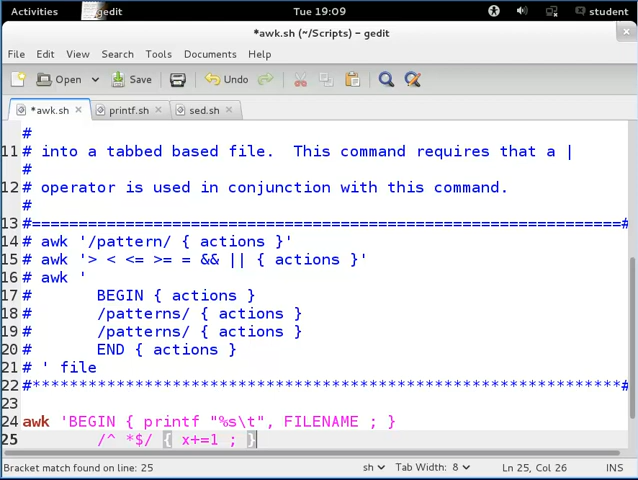 Activities gedit Tue 19:09 student
*awk.sh (~/Scripts) - gedit
File Edit View Search Tools Documents Help
Open Save Undo
*awk.sh printf.sh sed.sh
#
11 # into a tabbed based file.  This command requires that a |
#
12 # operator is used in conjunction with this command.
#
13 #================================================================#
14 # awk '/pattern/ { actions }'
15 # awk '> < <= >= = && || { actions }'
16 # awk '
17 #       BEGIN { actions }
18 #       /patterns/ { actions }
19 #       /patterns/ { actions }
20 #       END { actions }
21 # ' file
22 #****************************************************************#
23
24 awk 'BEGIN { printf "%s\t", FILENAME ; }
25         /^ *$/ { x+=1 ; }
Bracket match found on line: 25 sh Tab Width: 8 Ln 25, Col 26 INS